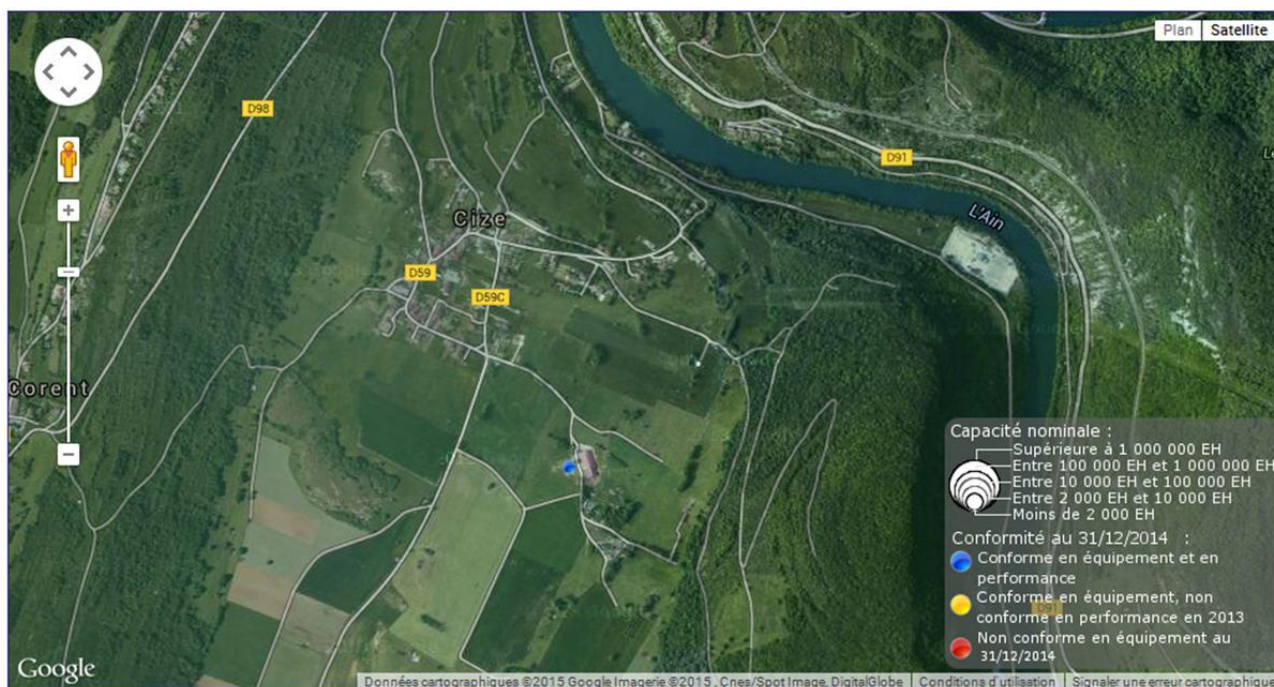 Plan Satellite
D98
D91
L'Ain
Cize
D59
D59C
Corent
Capacité nominale :
Supérieure à 1 000 000 EH
Entre 100 000 EH et 1 000 000 EH
Entre 10 000 EH et 100 000 EH
Entre 2 000 EH et 10 000 EH
Moins de 2 000 EH
Conformité au 31/12/2014 :
Conforme en équipement et en
performance
Conforme en équipement, non
conforme en performance en 2013
D91
Non conforme en équipement au
31/12/2014
Google
Données cartographiques ©2015 Google Imagerie ©2015 , Cnes/Spot Image, DigitalGlobe Conditions d'utilisation Signaler une erreur cartographique